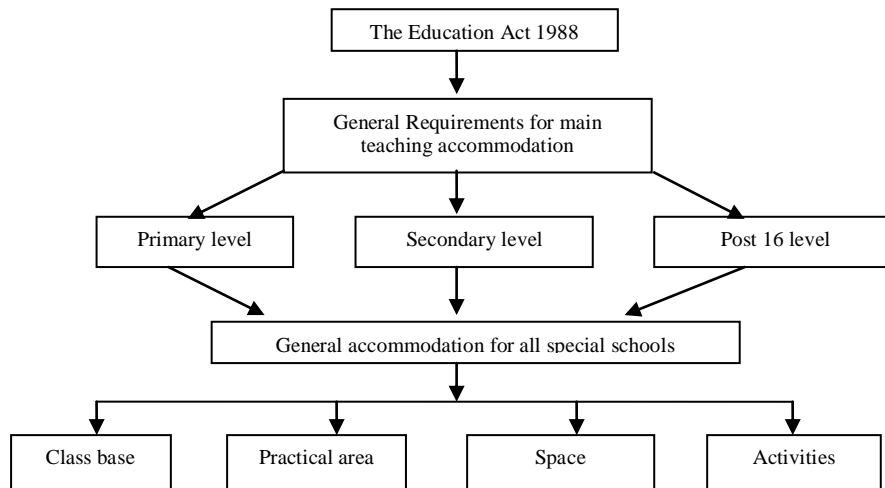 The Education Act 1988
General Requirements for main
teaching accommodation
Primary level
Secondary level
Post 16 level
General accommodation for all special schools
Class base
Practical area
Space
Activities